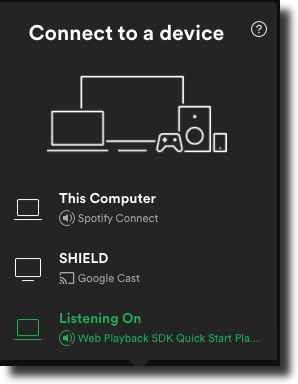 Connect to a device
?
This Computer
Spotify Connect
SHIELD
Google Cast
Listening On
Web Playback SDK Quick Start Pla...